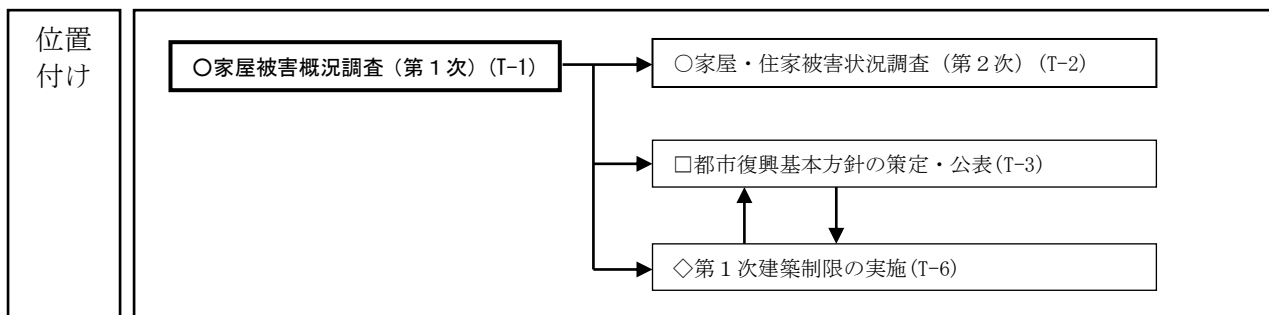 位置
付け
○家屋被害概況調査（第１次）(T-1)
○家屋・住家被害状況調査（第２次）(T-2)
□都市復興基本方針の策定・公表(T-3)
◇第１次建築制限の実施(T-6)